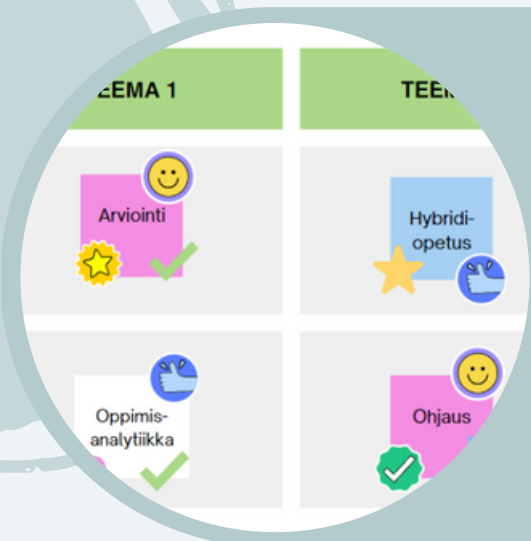 EEMA 1
TEE
Arviointi
Hybridi-
opetus
Oppimis-
analytiikka
Ohjaus